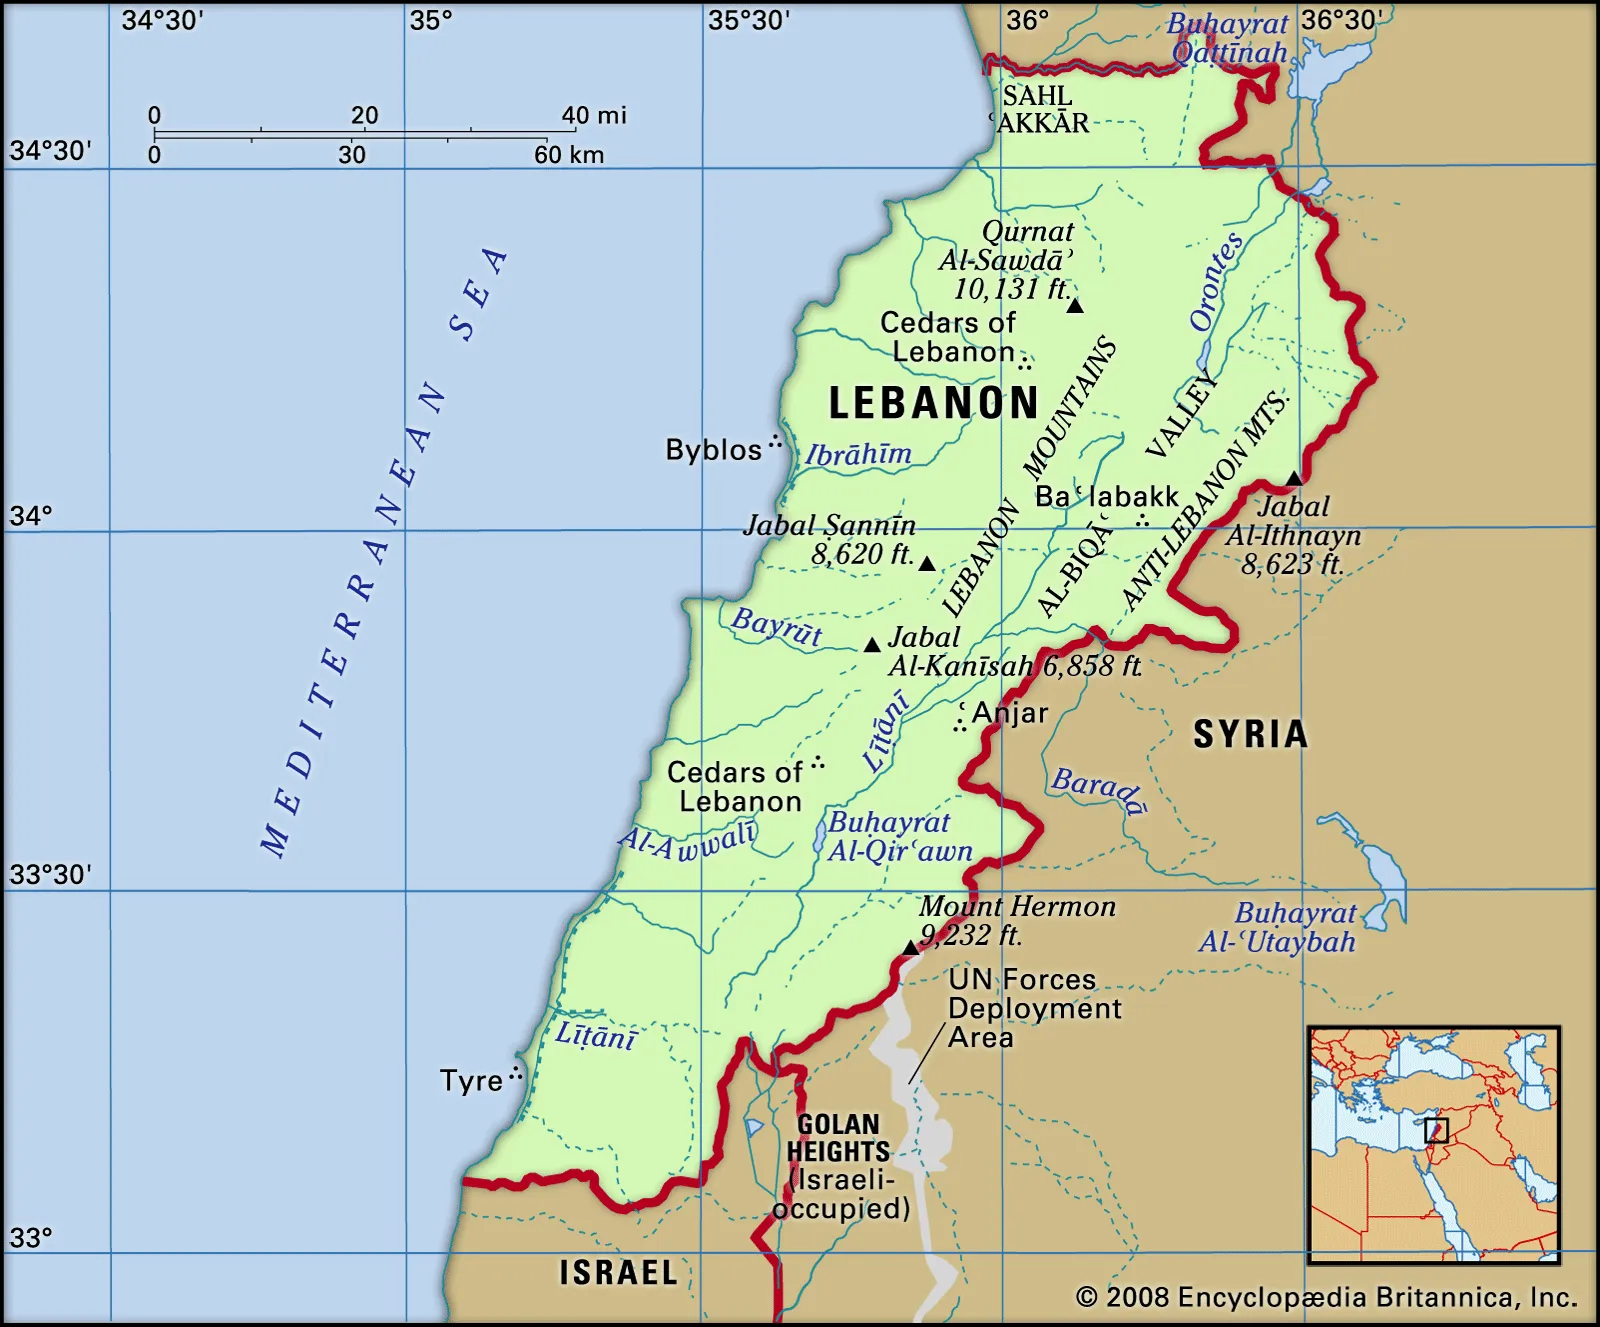 34°30'
35°
35°30'
36°
36°30'
Buḥayrat
Qaṭṭīnah
0
20
40 mi
0
30
60 km
SAHL
ʿAKKĀR
34°30'
Qurnat
Al-Sawdāʾ
10,131 ft.
Orontes
MEDITERRANEAN SEA
Cedars of
Lebanon
LEBANON
LEBANON MOUNTAINS
AL-BIQĀʿ VALLEY
ANTI-LEBANON MTS.
Byblos
Ibrāhīm
Baʿlabakk
34°
Jabal Ṣannīn
8,620 ft.
Jabal
Al-Ithnayn
8,623 ft.
Bayrūt
Jabal
Al-Kanīsah 6,858 ft.
Līṭānī
ʿAnjar
SYRIA
Cedars of
Lebanon
Baradā
Al-Awwalī
Buḥayrat
Al-Qirʿawn
33°30'
Mount Hermon
9,232 ft.
Buḥayrat
Al-ʿUtaybah
UN Forces
Deployment
Area
Līṭānī
Tyre
GOLAN
HEIGHTS
(Israeli-
occupied)
33°
ISRAEL
© 2008 Encyclopædia Britannica, Inc.